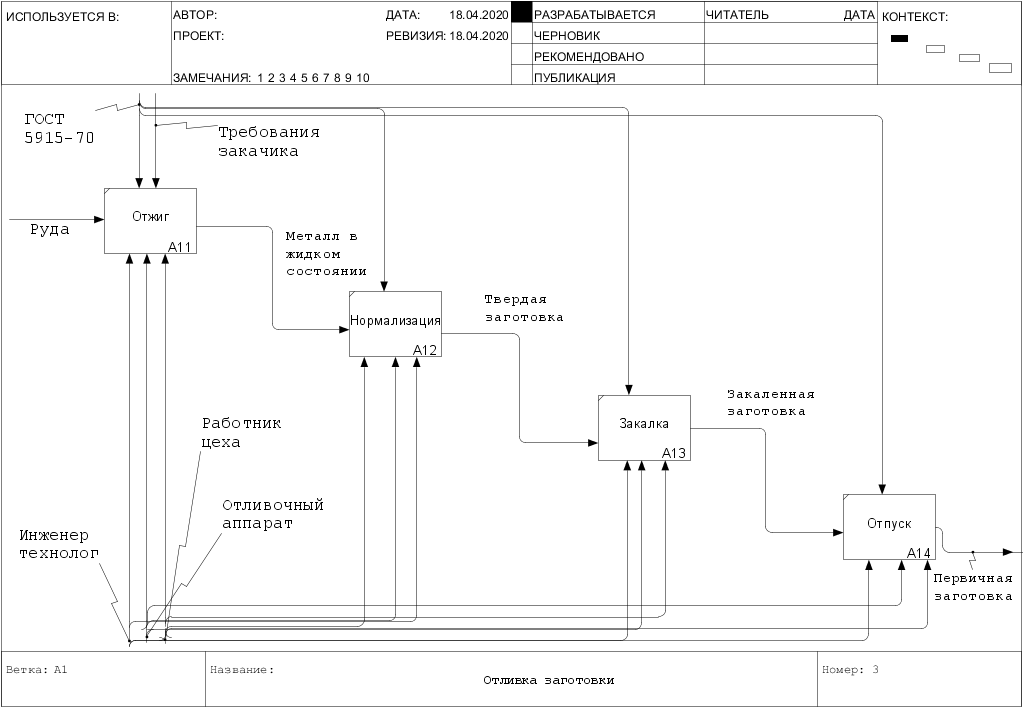 ИСПОЛЬЗУЕТСЯ В:
АВТОР:
ДАТА: 18.04.2020
РАЗРАБАТЫВАЕТСЯ
ЧИТАТЕЛЬ
ДАТА
КОНТЕКСТ:
ПРОЕКТ:
РЕВИЗИЯ: 18.04.2020
ЧЕРНОВИК
РЕКОМЕНДОВАНО
ЗАМЕЧАНИЯ: 1 2 3 4 5 6 7 8 9 10
ПУБЛИКАЦИЯ
ГОСТ
5915-70
Требования
закачика
Руда
Отжиг
A11
Металл в
жидком
состоянии
Нормализация
A12
Твердая
заготовка
Закалка
A13
Закаленная
заготовка
Отпуск
A14
Первичная
заготовка
Работник
цеха
Отливочный
аппарат
Инженер
технолог
Ветка: A1
Название:
Отливка заготовки
Номер: 3